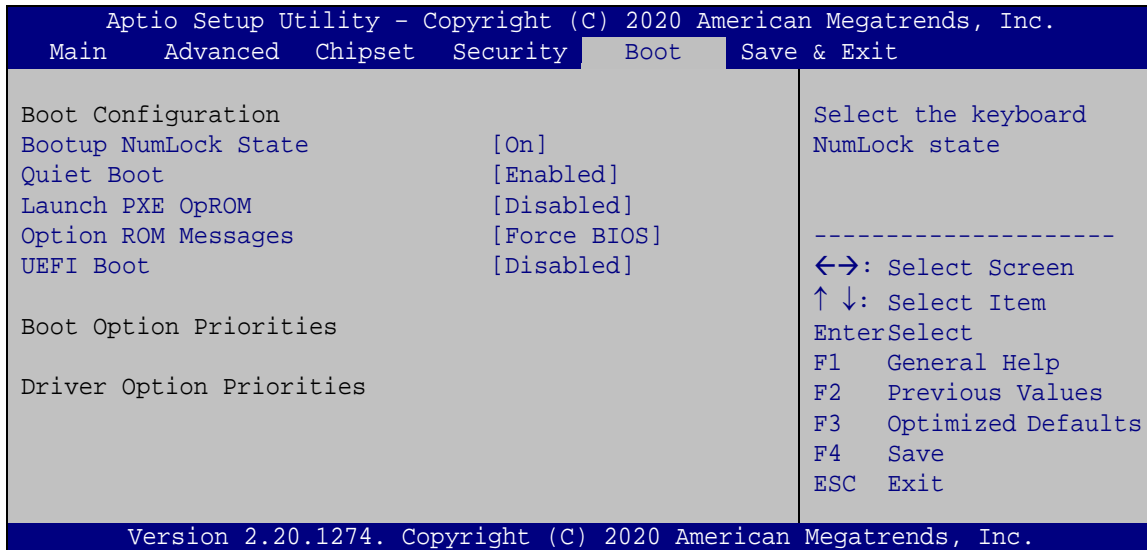 Aptio Setup Utility – Copyright (C) 2020 American Megatrends, Inc.
Main Advanced Chipset Security Boot Save & Exit
Boot Configuration
Bootup NumLock State [On]
Quiet Boot [Enabled]
Launch PXE OpROM [Disabled]
Option ROM Messages [Force BIOS]
UEFI Boot [Disabled]
Boot Option Priorities
Driver Option Priorities
Select the keyboard
NumLock state
---------------------
←→: Select Screen
↑ ↓: Select Item
EnterSelect
F1 General Help
F2 Previous Values
F3 Optimized Defaults
F4 Save
ESC Exit
Version 2.20.1274. Copyright (C) 2020 American Megatrends, Inc.